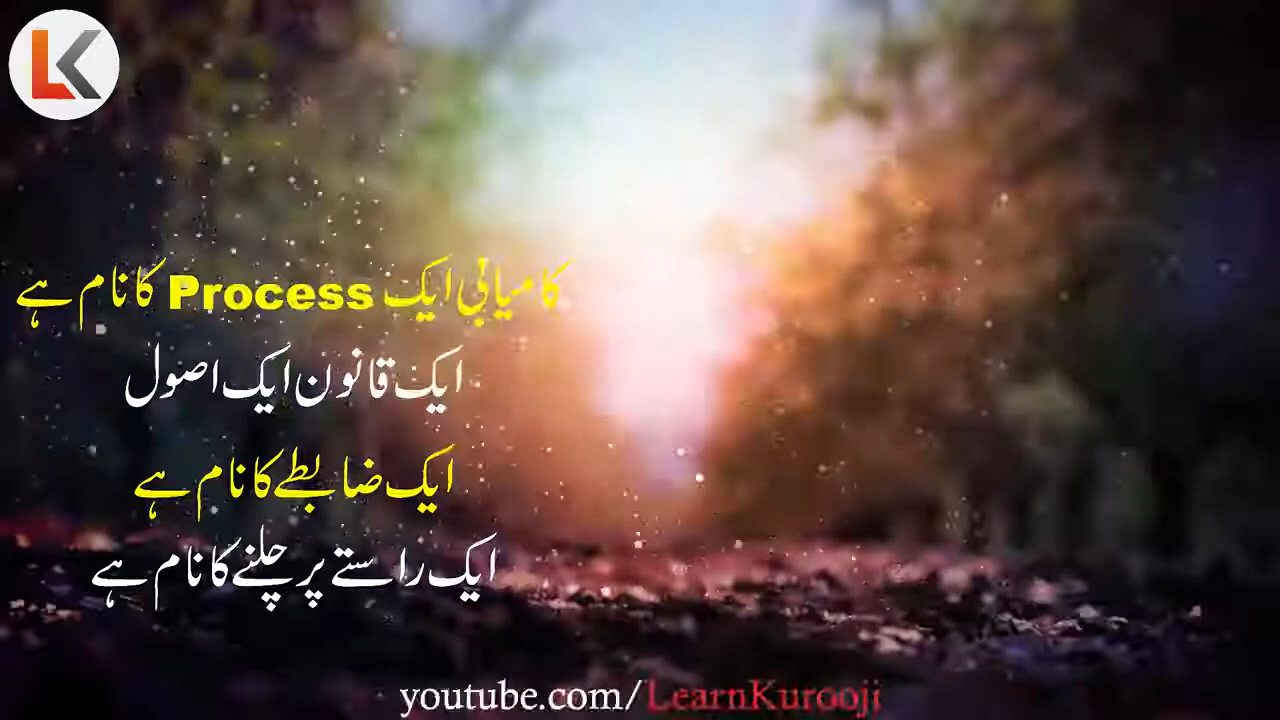 LK
کامیابی ایک Process کا نام ہے
ایک قانون ایک اصول
ایک ضابطے کا نام ہے
ایک راستے پر چلنے کا نام ہے
youtube.com/LearnKurooji